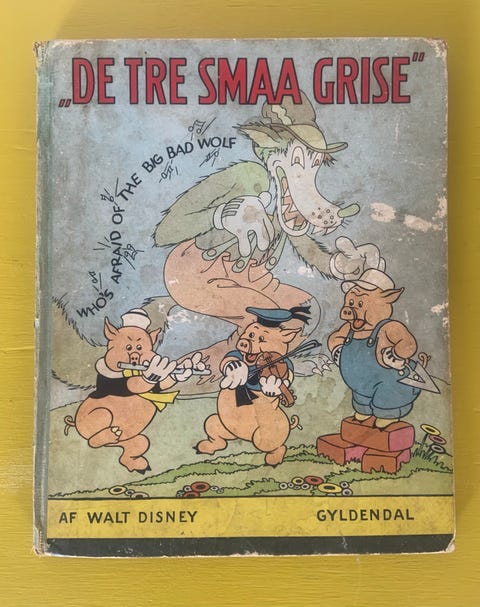 „DE TRE SMAA GRISE"
WHO'S AFRAID OF THE BIG BAD WOLF
AF WALT DISNEY GYLDENDAL